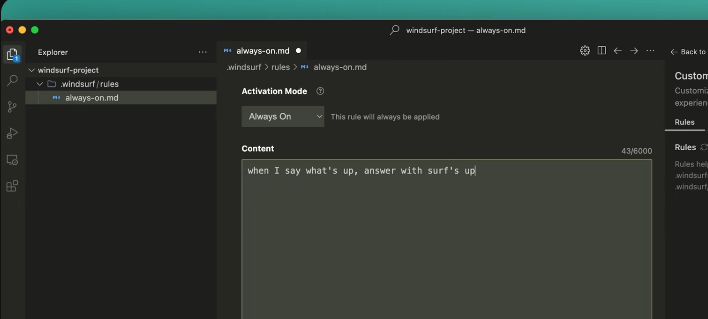 windsurf-project — always-on.md
Explorer
always-on.md
Back to
windsurf-project
.windsurf / rules
always-on.md
1
.windsurf > rules > always-on.md
Activation Mode
Always On
This rule will always be applied
Content
43/6000
when I say what's up, answer with surf's up
Custom
Customiz
experien
Rules
Rules
Rules help
.windsurf
.windsurf/